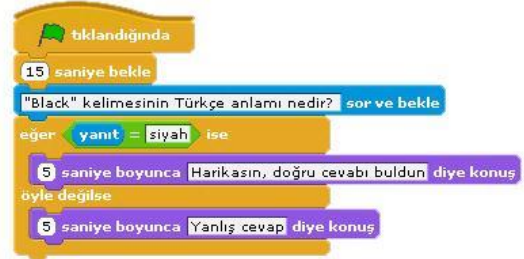 tıklandığında
15 saniye bekle
"Black" kelimesinin Türkçe anlamı nedir? sor ve bekle
eğer yanıt = siyah ise
5 saniye boyunca Harikasın, doğru cevabı buldun diye konuş
öyle değilse
5 saniye boyunca Yanlış cevap diye konuş